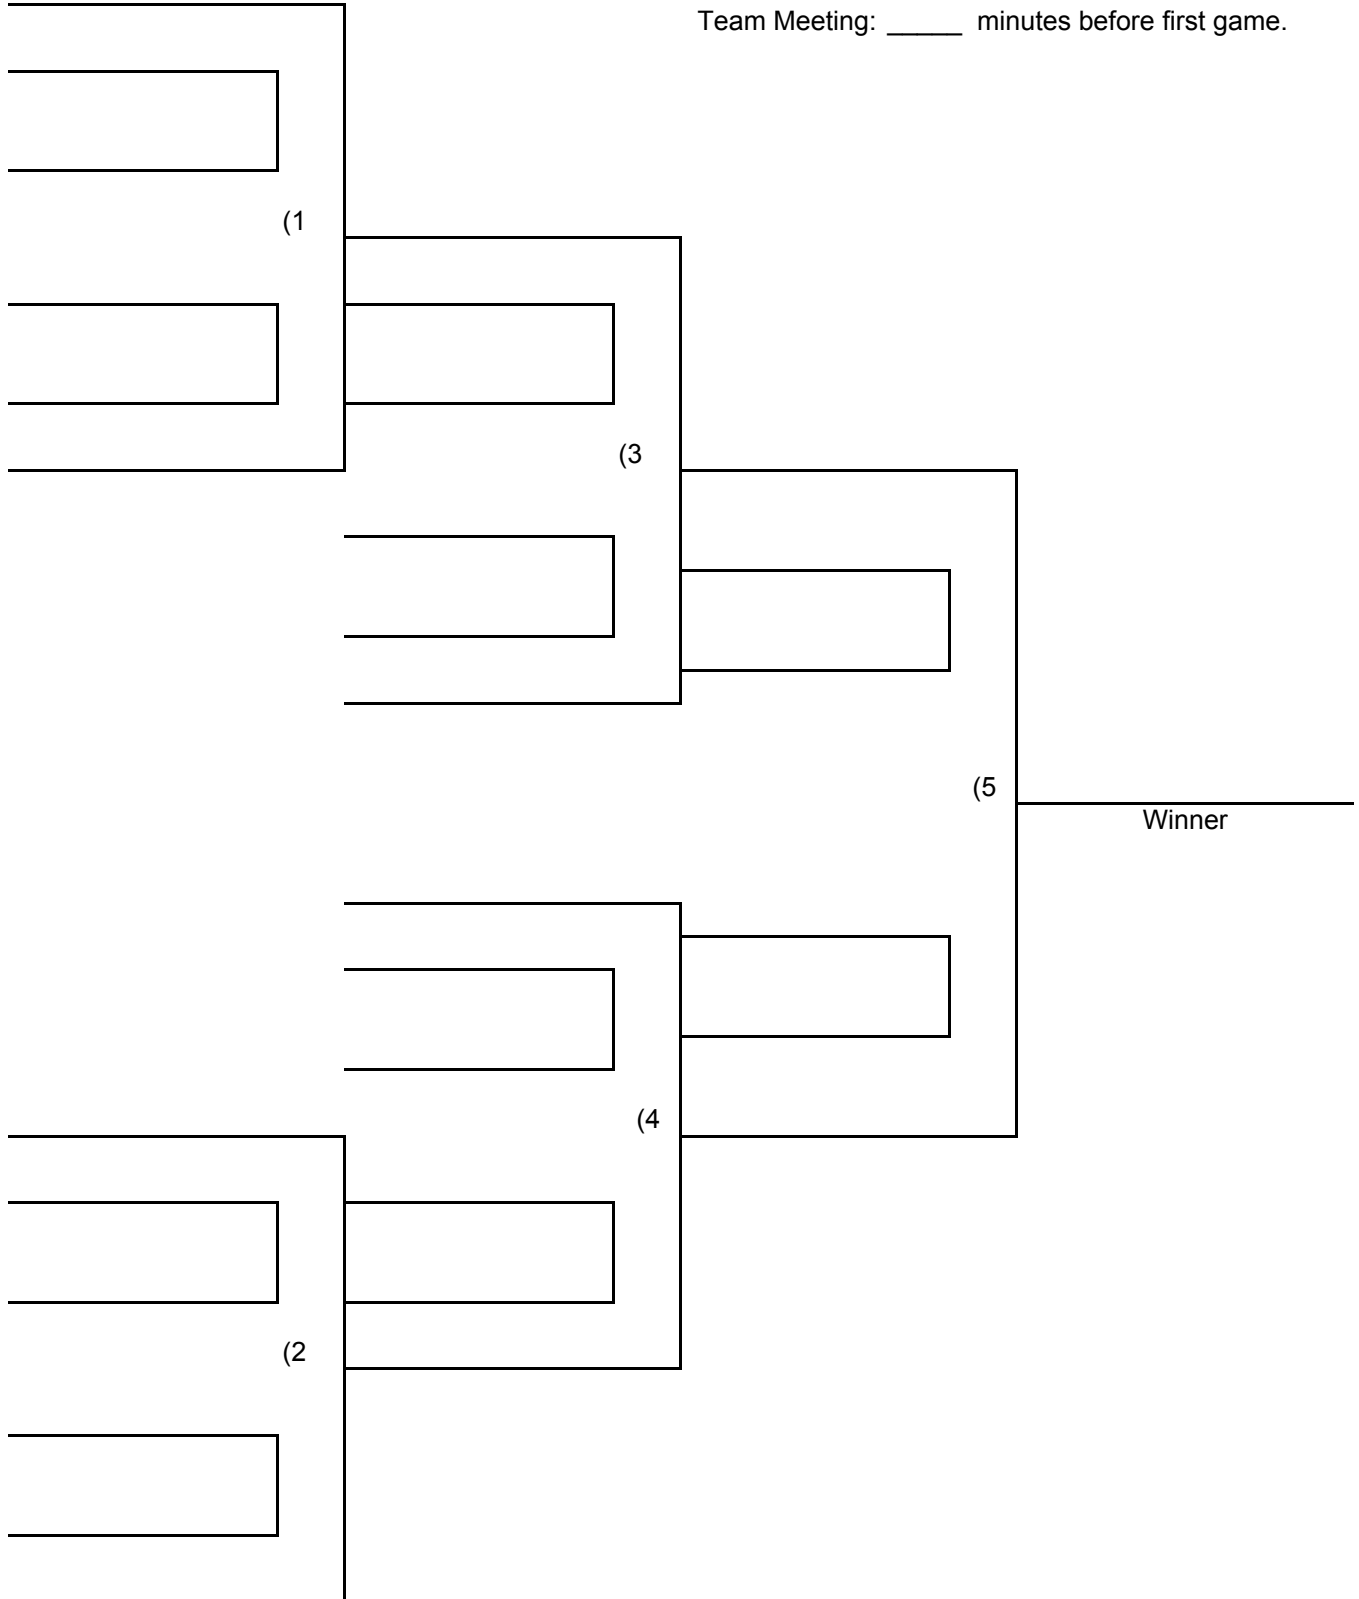 Team Meeting: _____ minutes before first game.
(1
(3
(5
Winner
(4
(2